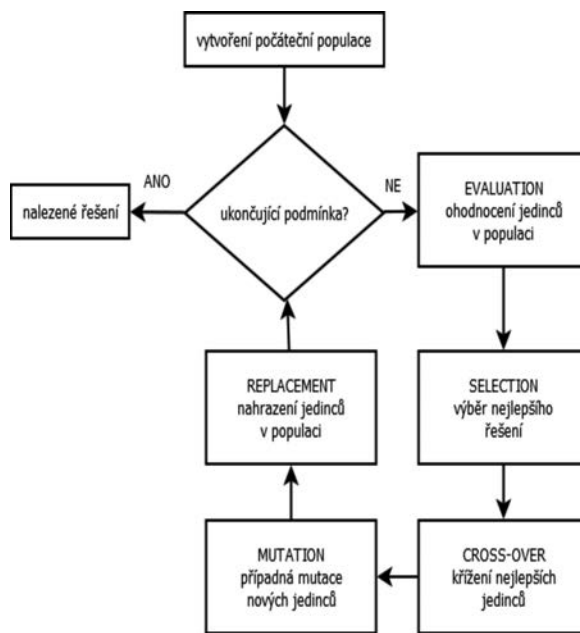 vytvoření počáteční populace
ANO
NE
nalezené řešení
ukončující podmínka?
EVALUATION
ohodnocení jedinců
v populaci
REPLACEMENT
nahrazení jedinců
v populaci
SELECTION
výběr nejlepšího
řešení
MUTATION
případná mutace
nových jedinců
CROSS-OVER
křížení nejlepších
jedinců